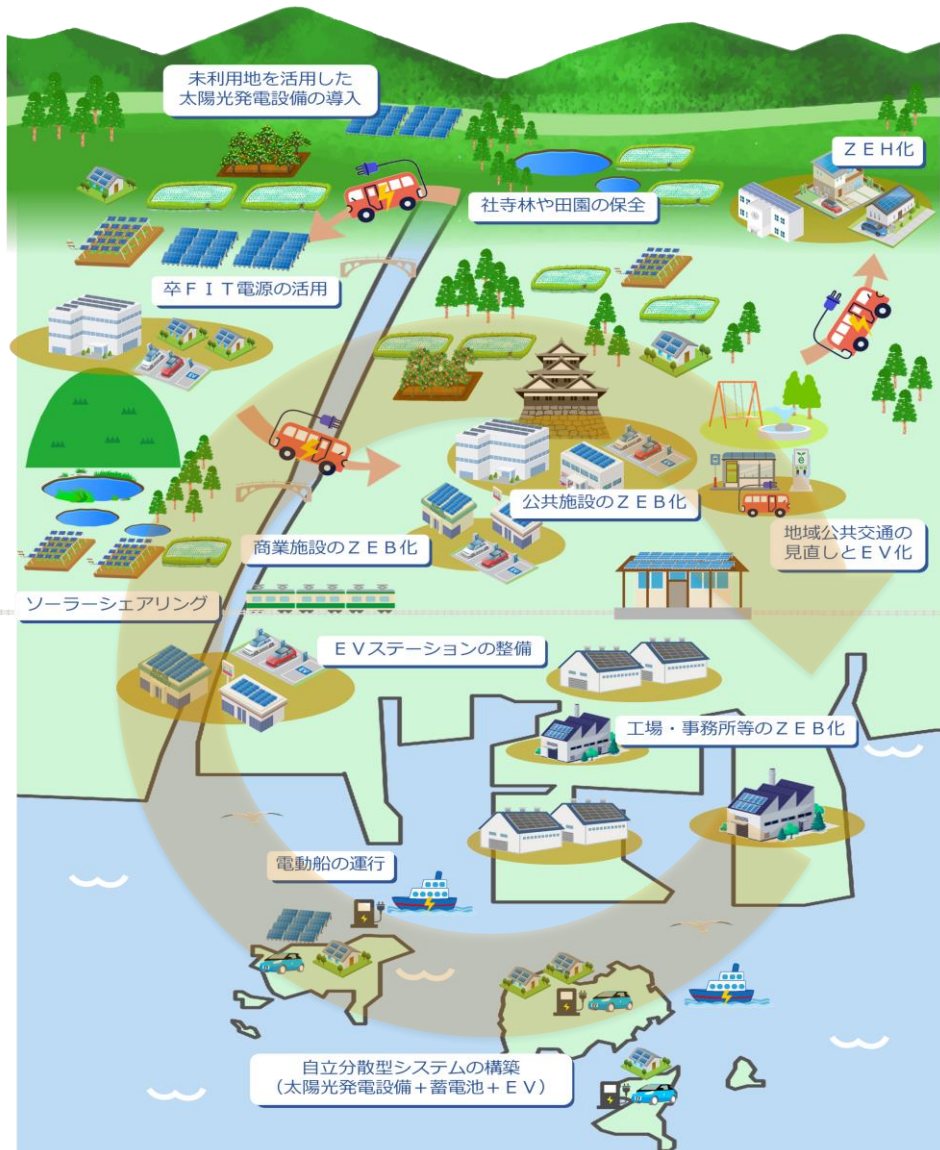 未利用地を活用した
太陽光発電設備の導入
ＺＥＨ化
社寺林や田園の保全
卒ＦＩＴ電源の活用
公共施設のＺＥＢ化
地域公共交通の
見直しとＥＶ化
商業施設のＺＥＢ化
ソーラーシェアリング
ＥＶステーションの整備
工場・事務所等のＺＥＢ化
電動船の運行
自立分散型システムの構築
（太陽光発電設備＋蓄電池＋ＥＶ）